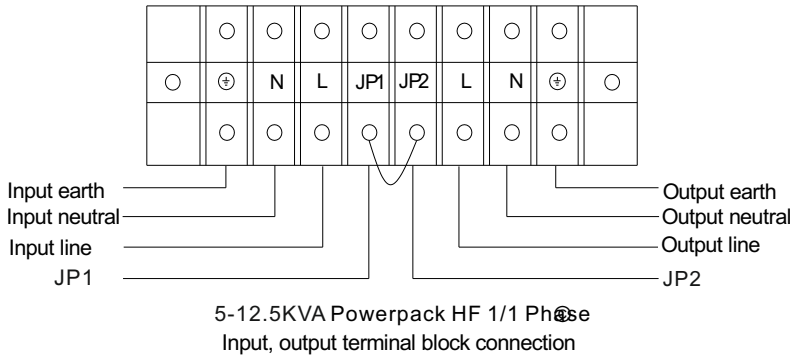 N L JP1 JP2 L N
Input earth
Output earth
Input neutral
Output neutral
Input line
Output line
JP1
JP2
5-12.5KVA Powerpack HF 1/1 Phase
Input, output terminal block connection